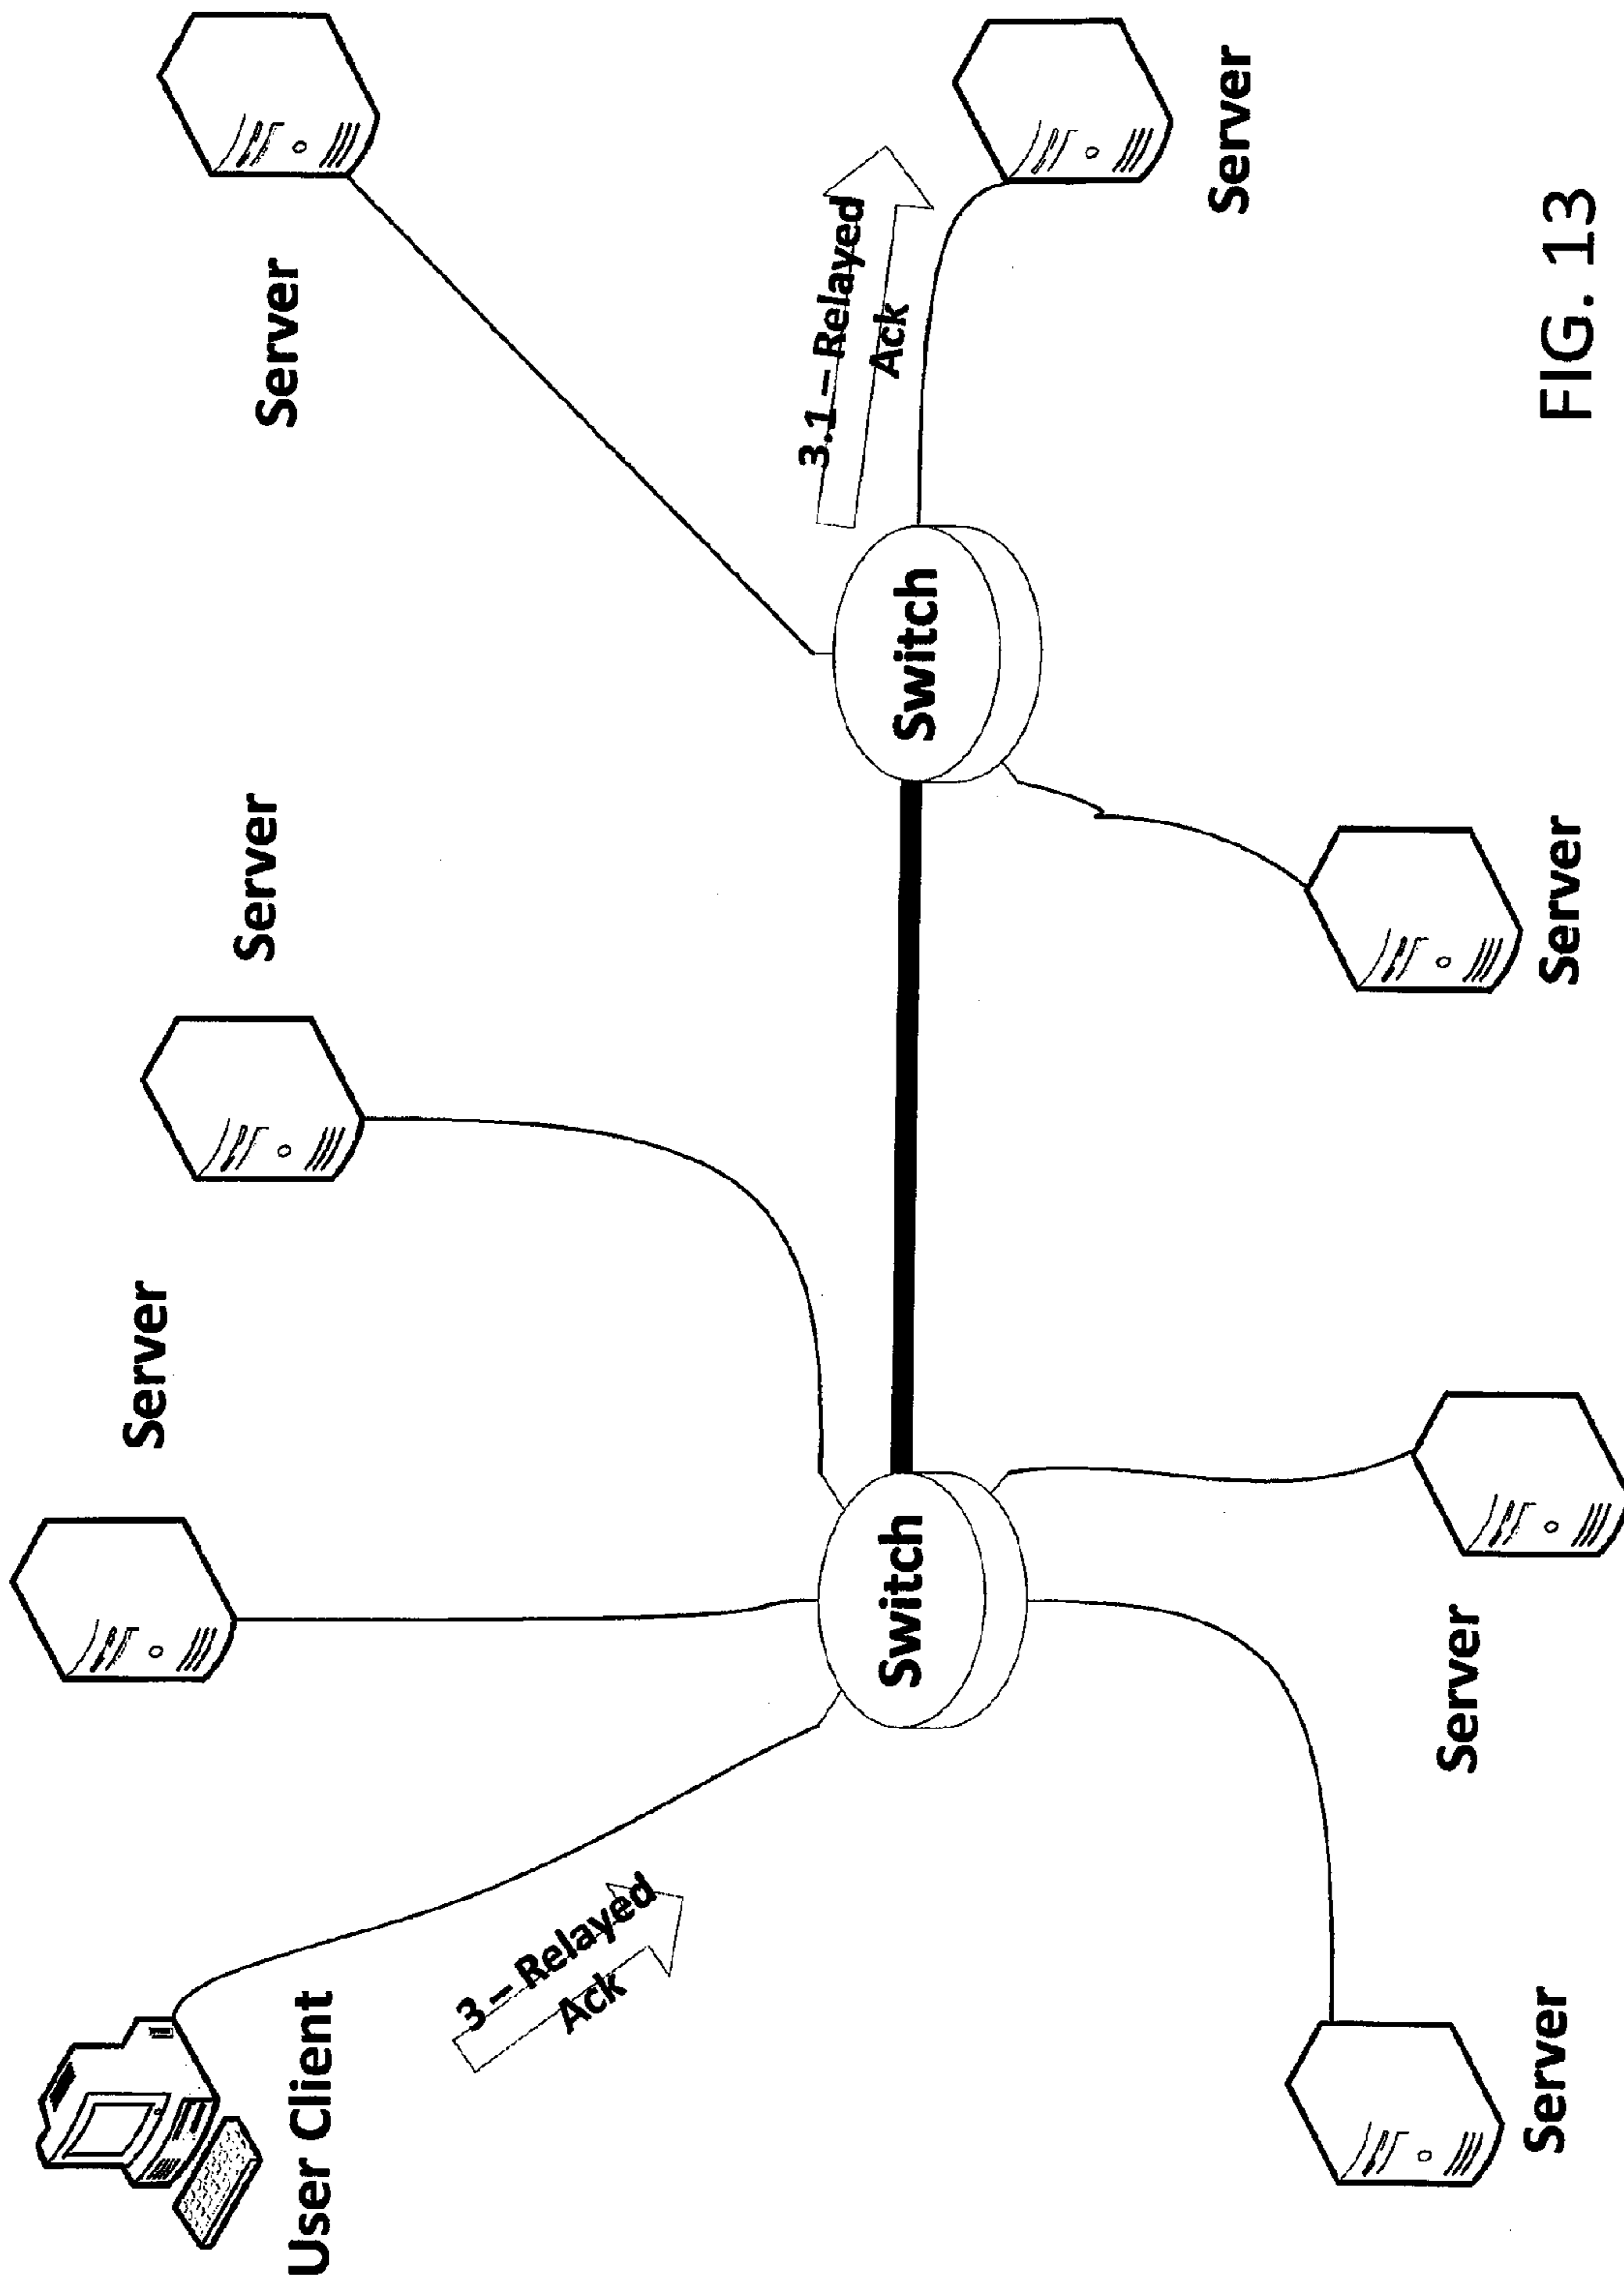 Server
Server
Server
User Client
3 – Relayed
Ack
3.1 – Relayed
Ack
Switch
Switch
Server
Server
Server
Server
FIG. 13